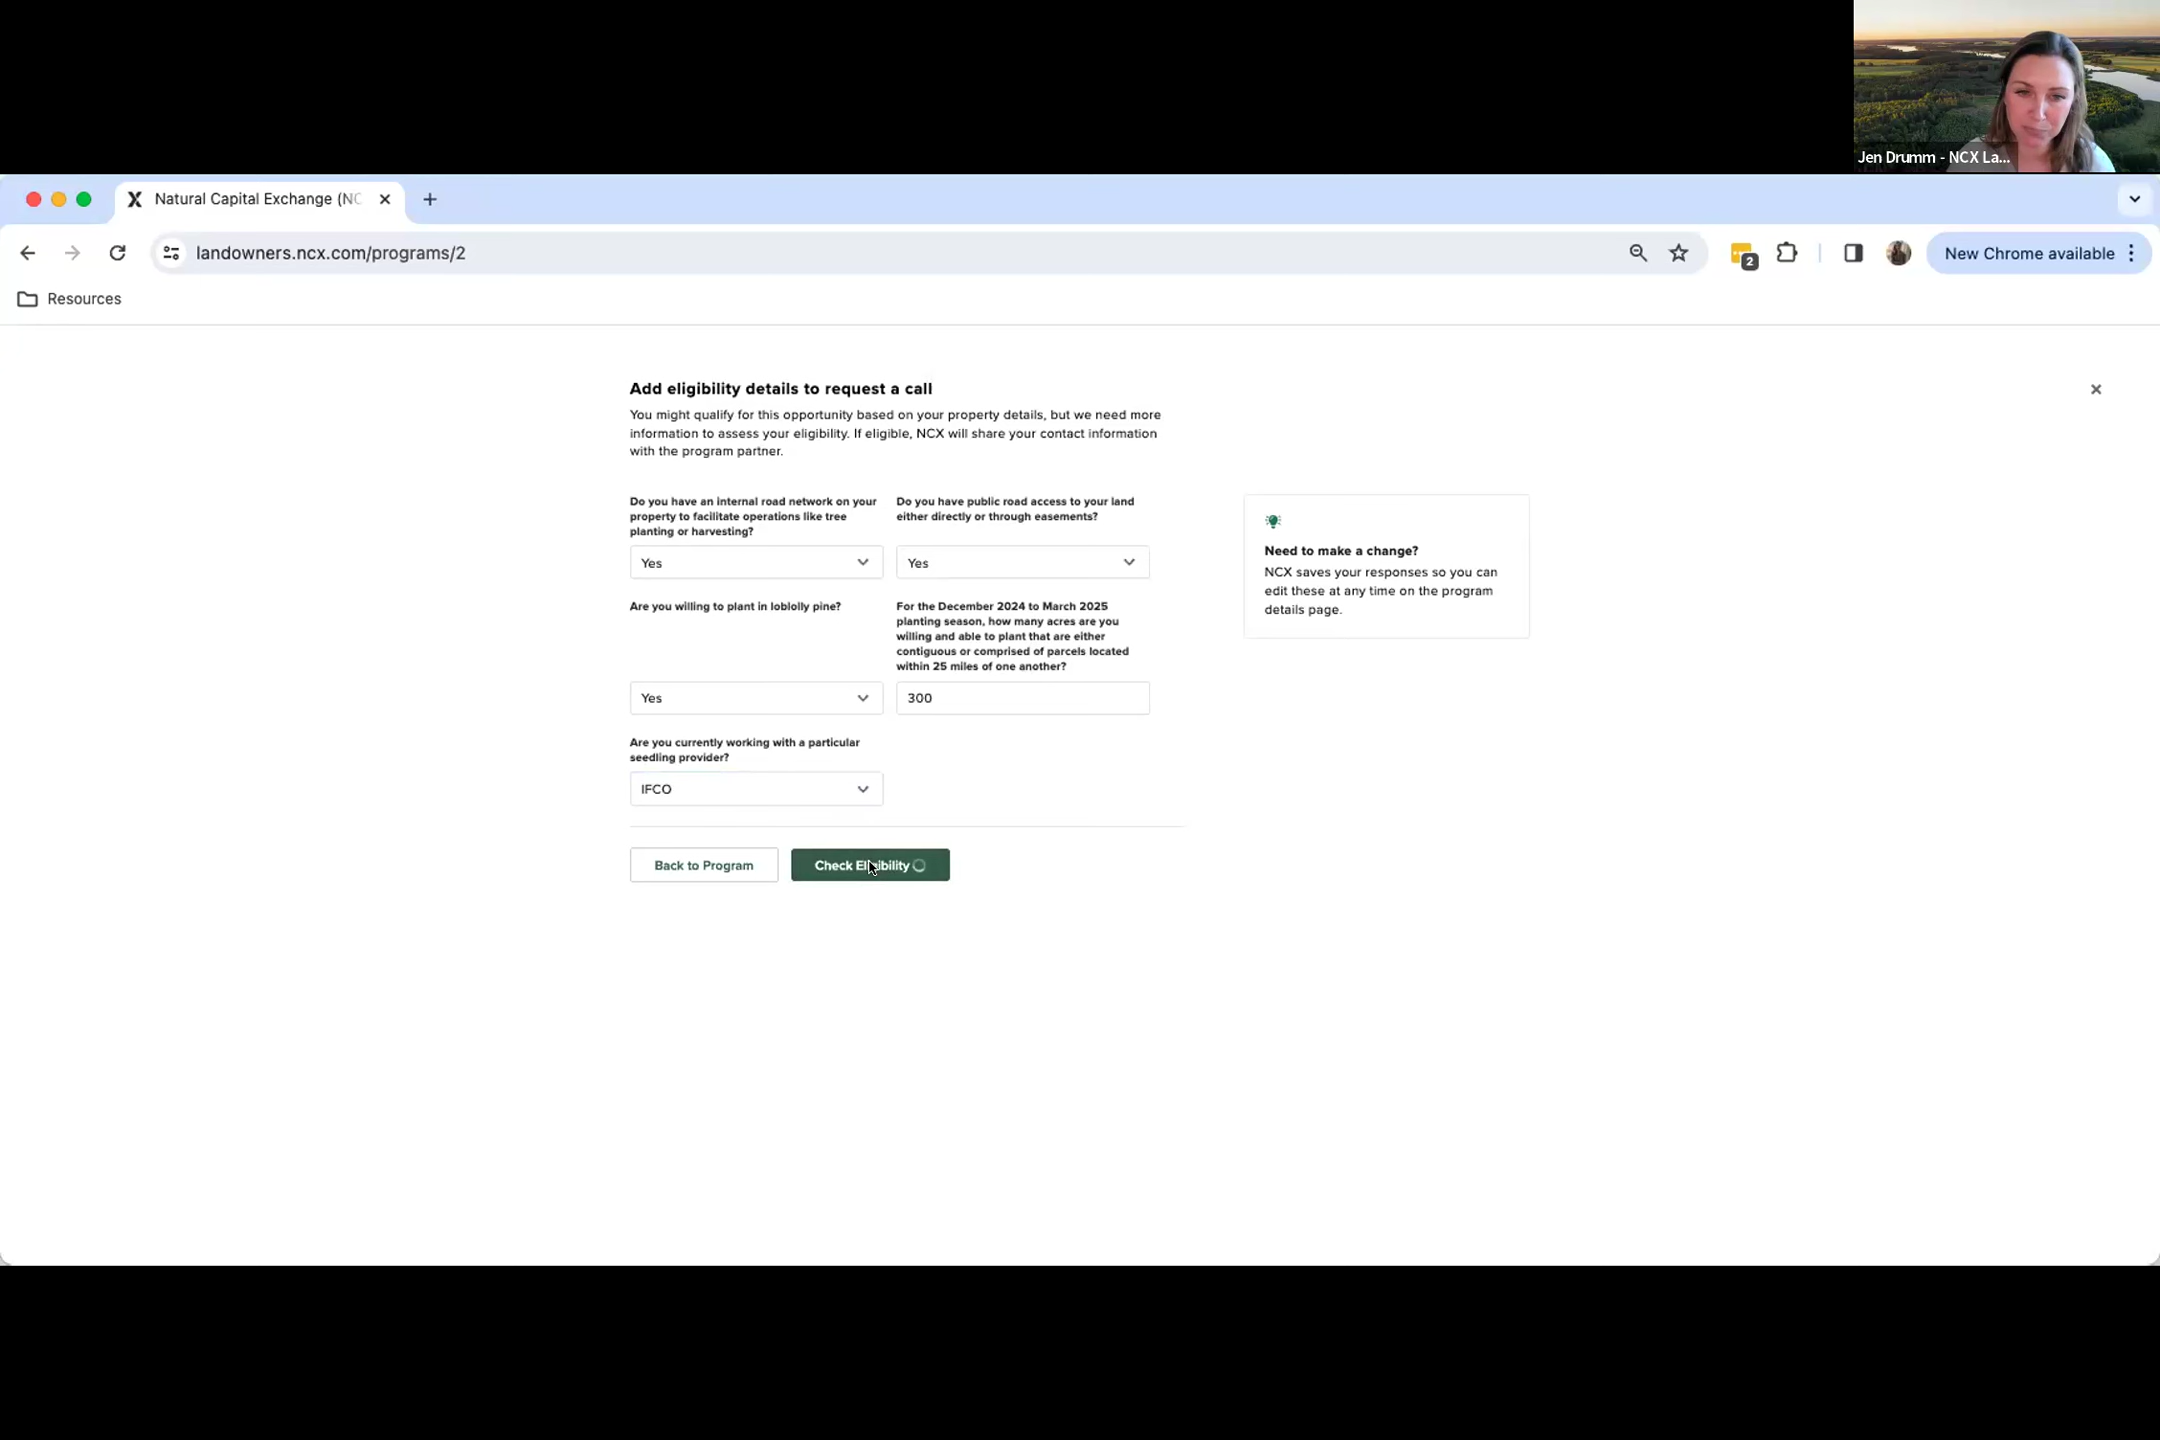 Jen Drumm - NCX La...
Natural Capital Exchange (NC
landowners.ncx.com/programs/2
2
New Chrome available
Resources
Add eligibility details to request a call
You might qualify for this opportunity based on your property details, but we need more
information to assess your eligibility. If eligible, NCX will share your contact information
with the program partner.
Do you have an internal road network on your
property to facilitate operations like tree
planting or harvesting?
Yes
Do you have public road access to your land
either directly or through easements?
Yes
Are you willing to plant in loblolly pine?
Yes
For the December 2024 to March 2025
planting season, how many acres are you
willing and able to plant that are either
contiguous or comprised of parcels located
within 25 miles of one another?
300
Are you currently working with a particular
seedling provider?
IFCO
Back to Program
Check Eligibility
Need to make a change?
NCX saves your responses so you can
edit these at any time on the program
details page.